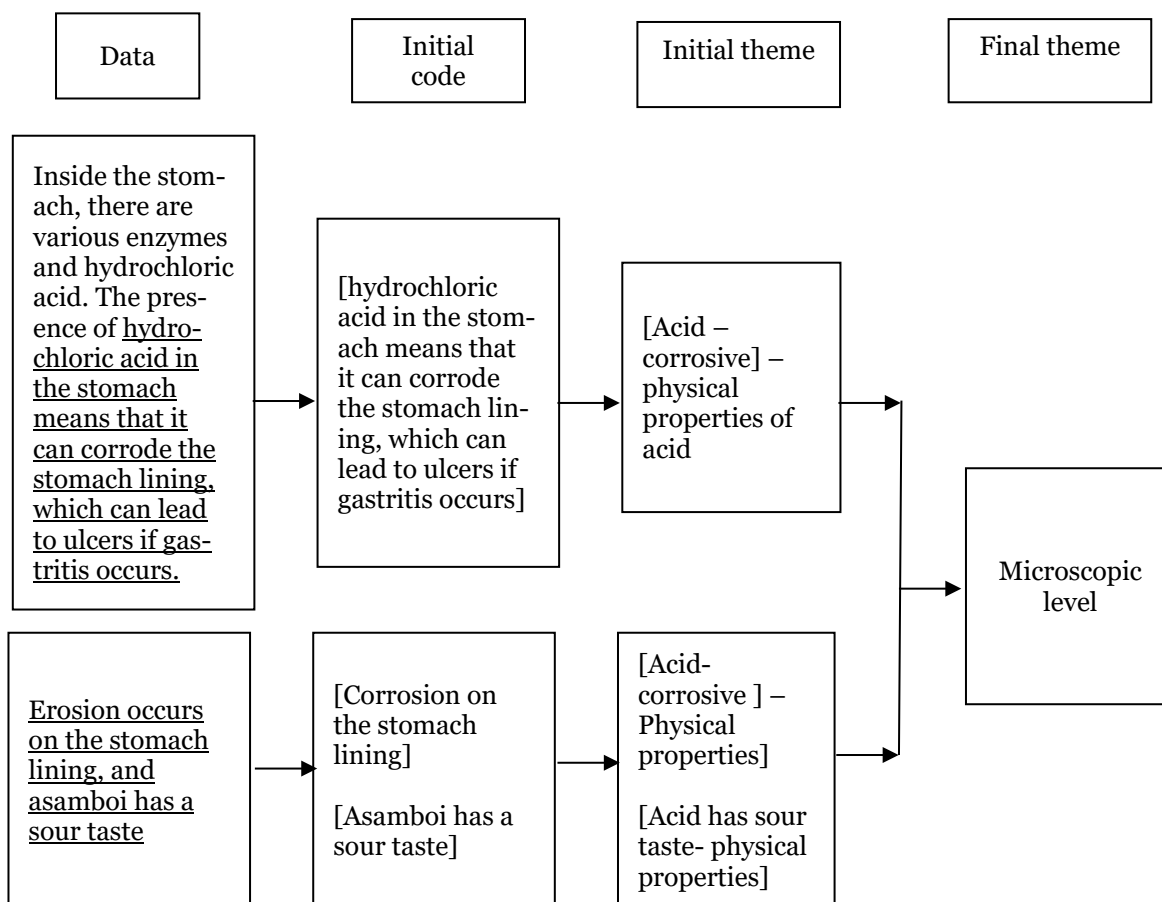 Data
Initial
code
Initial theme
Final theme
Inside the stom-
ach, there are
various enzymes
and hydrochloric
acid. The pres-
ence of hydro-
chloric acid in
the stomach
means that it
can corrode the
stomach lining,
which can lead
to ulcers if gas-
tritis occurs.
[hydrochloric
acid in the stom-
ach means that
it can corrode
the stomach lin-
ing, which can
lead to ulcers if
gastritis occurs]
[Acid –
corrosive] –
physical
properties of
acid
Microscopic
level
Erosion occurs
on the stomach
lining, and
asamboi has a
sour taste
[Corrosion on
the stomach
lining]
[Asamboi has a
sour taste]
[Acid-
corrosive ] –
Physical
properties]
[Acid has sour
taste- physical
properties]